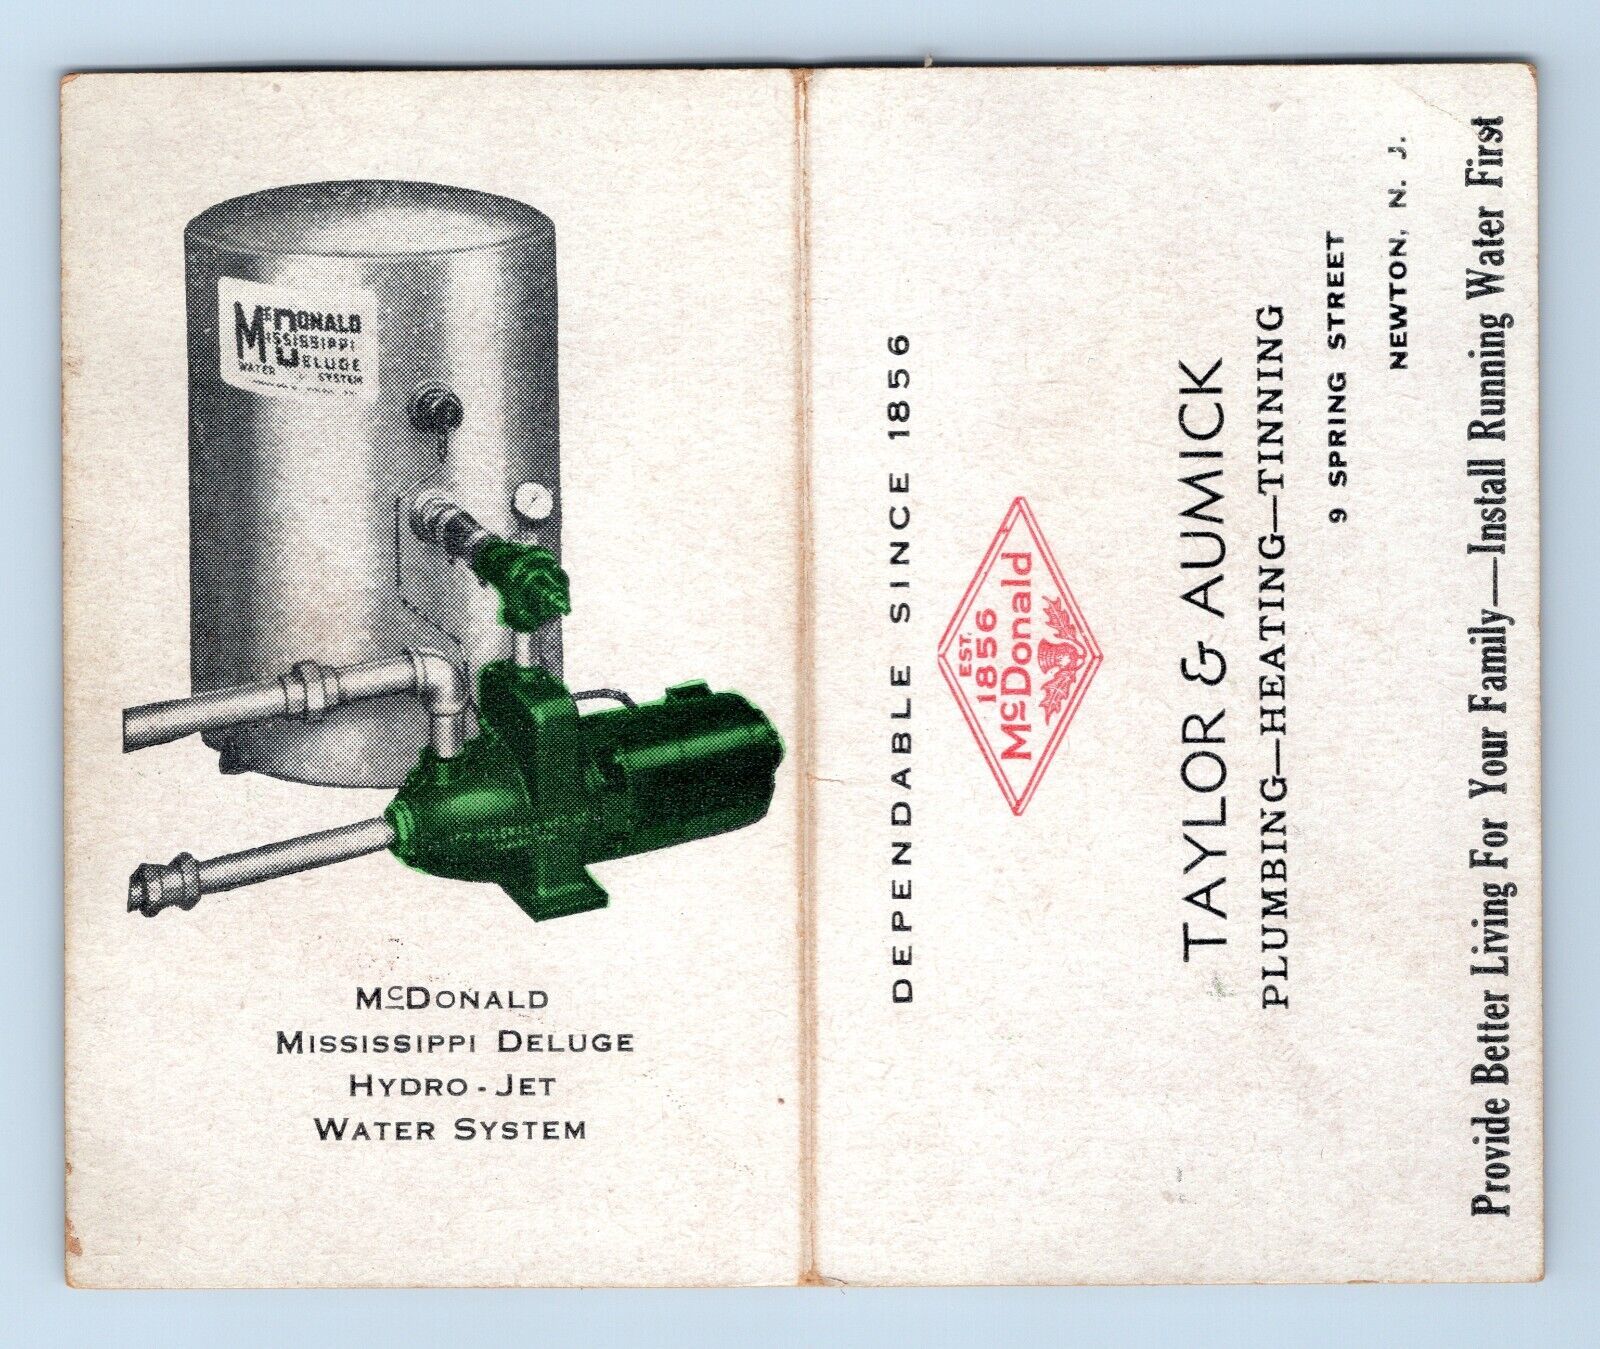 McDONALD
MISSISSIPPI
DELUGE
WATER SYSTEM
McDONALD
MISSISSIPPI DELUGE
HYDRO-JET
WATER SYSTEM
DEPENDABLE SINCE 1856
EST.
1856
McDonald
TAYLOR & AUMICK
PLUMBING—HEATING—TINNING
9 SPRING STREET
NEWTON, N. J.
Provide Better Living For Your Family—Install Running Water First